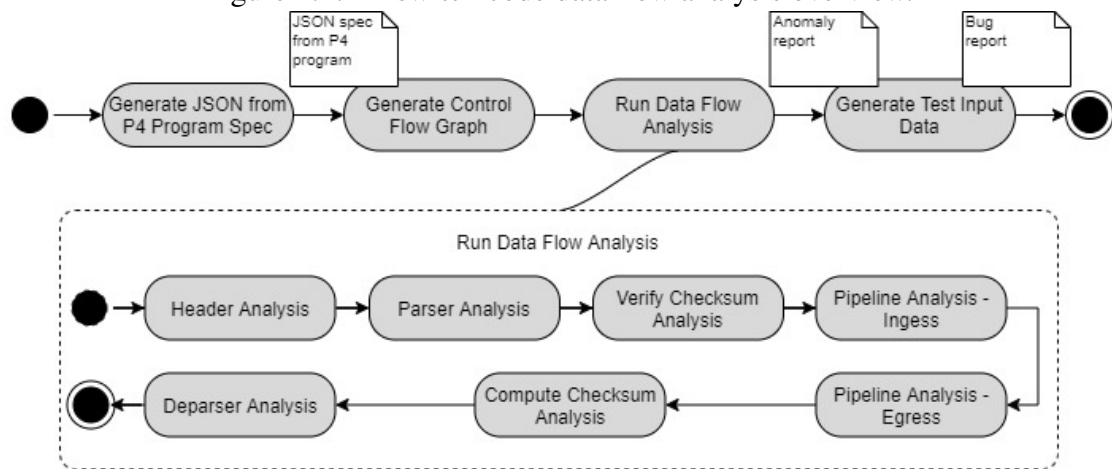 JSON spec
from P4
program
Anomaly
report
Bug
report
Generate JSON from
P4 Program Spec
Generate Control
Flow Graph
Run Data Flow
Analysis
Generate Test Input
Data
Run Data Flow Analysis
Header Analysis
Parser Analysis
Verify Checksum
Analysis
Pipeline Analysis -
Ingess
Deparser Analysis
Compute Checksum
Analysis
Pipeline Analysis -
Egress